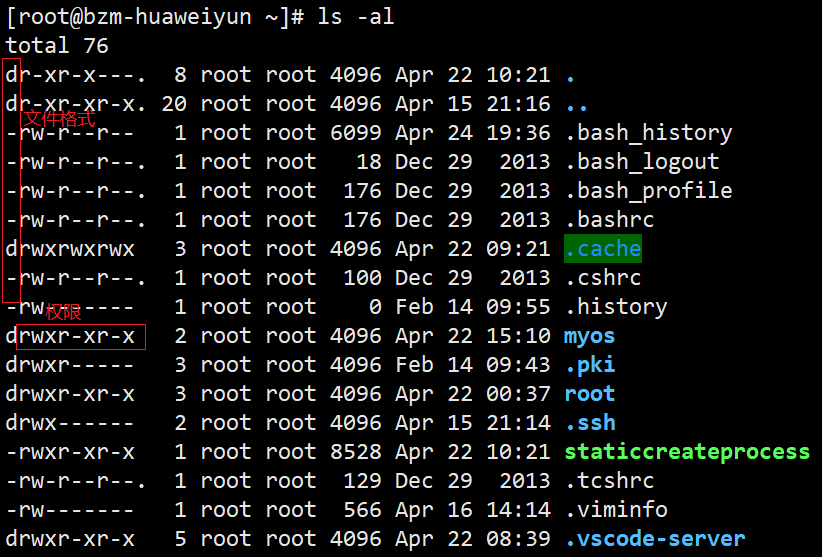 [root@bzm-huaweiyun ~]# ls -al
total 76
dr-xr-x---.  8 root root 4096 Apr 22 10:21 .
dr-xr-xr-x. 20 root root 4096 Apr 15 21:16 ..
文件格式
-rw-r--r--   1 root root 6099 Apr 24 19:36 .bash_history
-rw-r--r--.  1 root root   18 Dec 29  2013 .bash_logout
-rw-r--r--.  1 root root  176 Dec 29  2013 .bash_profile
-rw-r--r--.  1 root root  176 Dec 29  2013 .bashrc
drwxrwxrwx   3 root root 4096 Apr 22 09:21 .cache
-rw-r--r--.  1 root root  100 Dec 29  2013 .cshrc
-rw-------   1 root root    0 Feb 14 09:55 .history
权限
drwxr-xr-x   2 root root 4096 Apr 22 15:10 myos
drwxr-----   3 root root 4096 Feb 14 09:43 .pki
drwxr-xr-x   3 root root 4096 Apr 22 00:37 root
drwx------   2 root root 4096 Apr 15 21:14 .ssh
-rwxr-xr-x   1 root root 8528 Apr 22 10:21 staticcreateprocess
-rw-r--r--.  1 root root  129 Dec 29  2013 .tcshrc
-rw-------   1 root root  566 Apr 16 14:14 .viminfo
drwxr-xr-x   5 root root 4096 Apr 22 08:39 .vscode-server